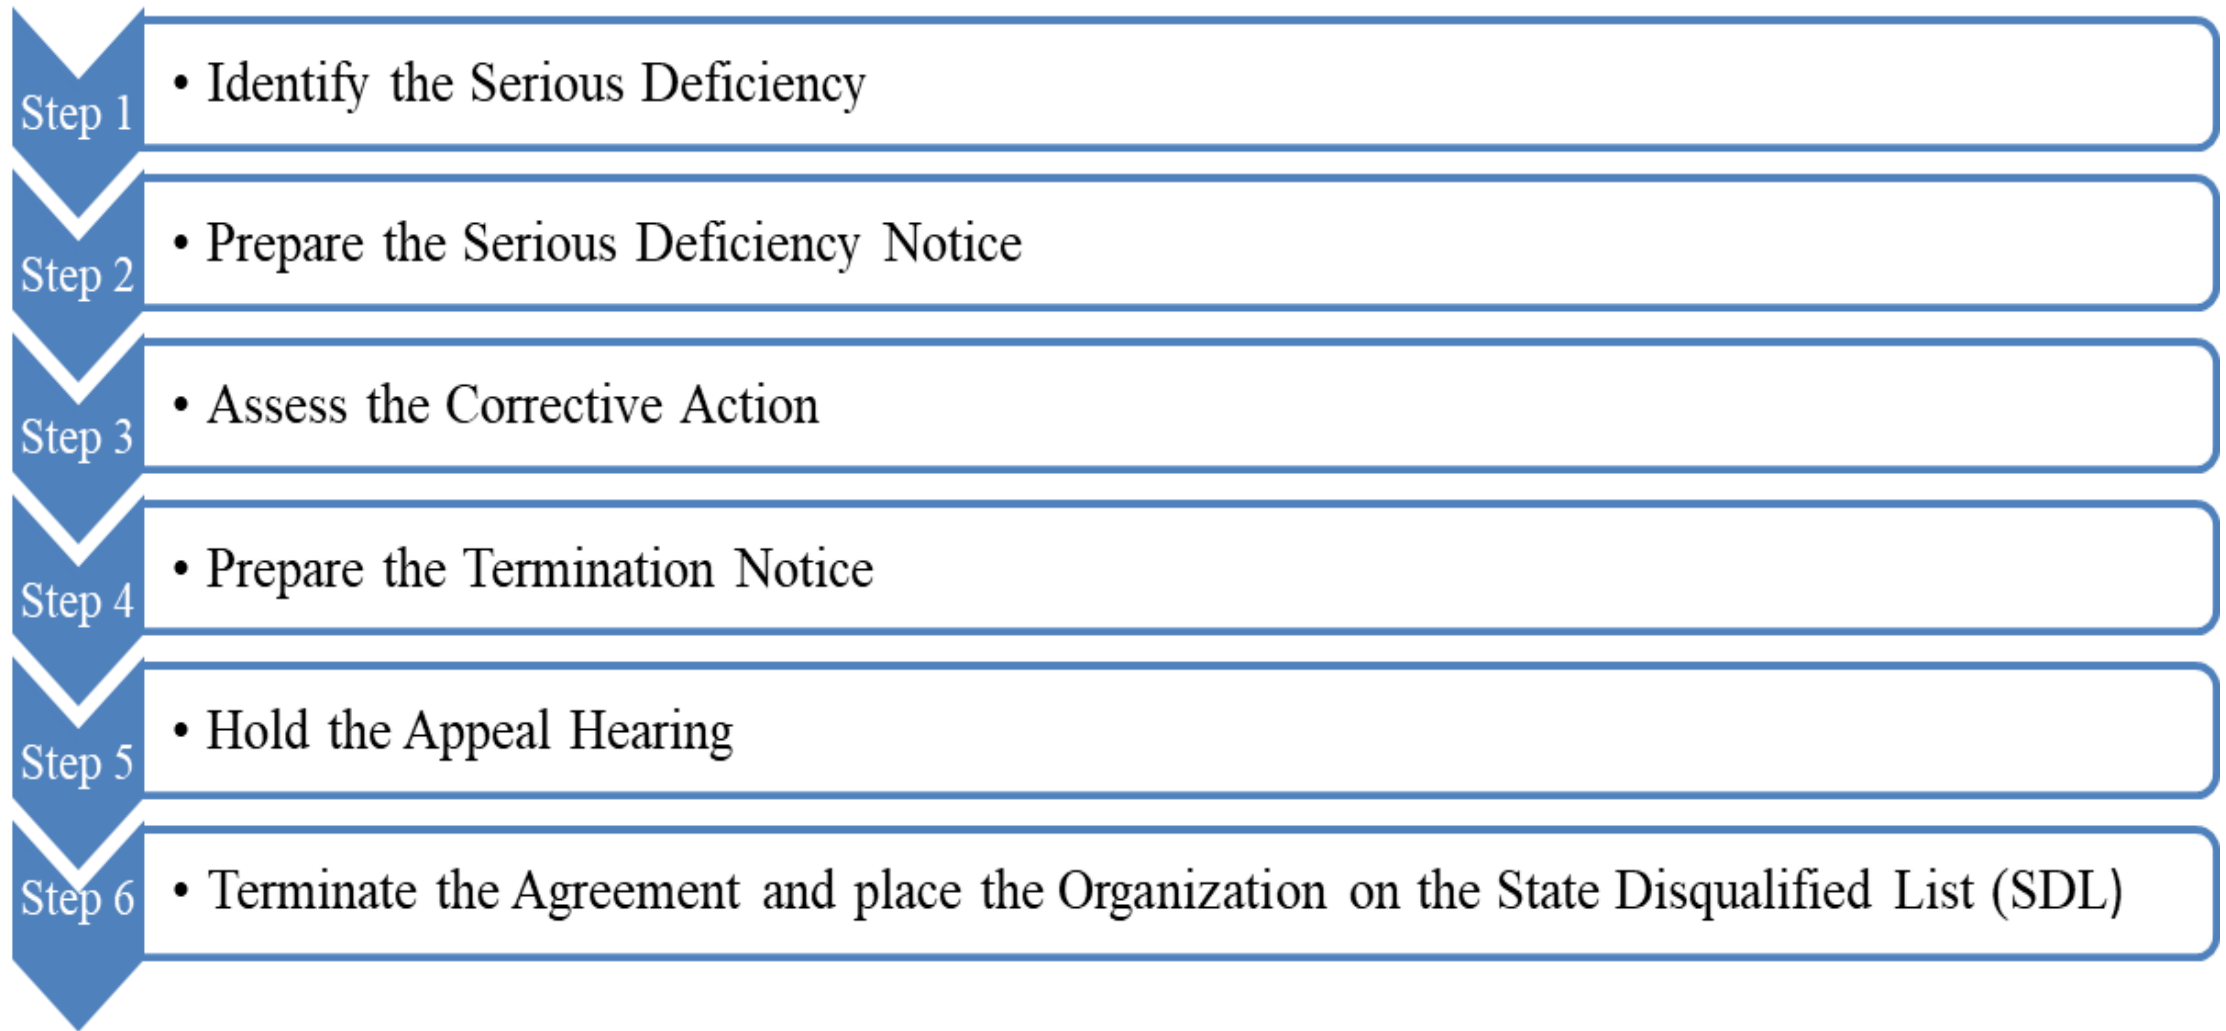 Step 1
• Identify the Serious Deficiency
Step 2
• Prepare the Serious Deficiency Notice
Step 3
• Assess the Corrective Action
Step 4
• Prepare the Termination Notice
Step 5
• Hold the Appeal Hearing
Step 6
• Terminate the Agreement and place the Organization on the State Disqualified List (SDL)